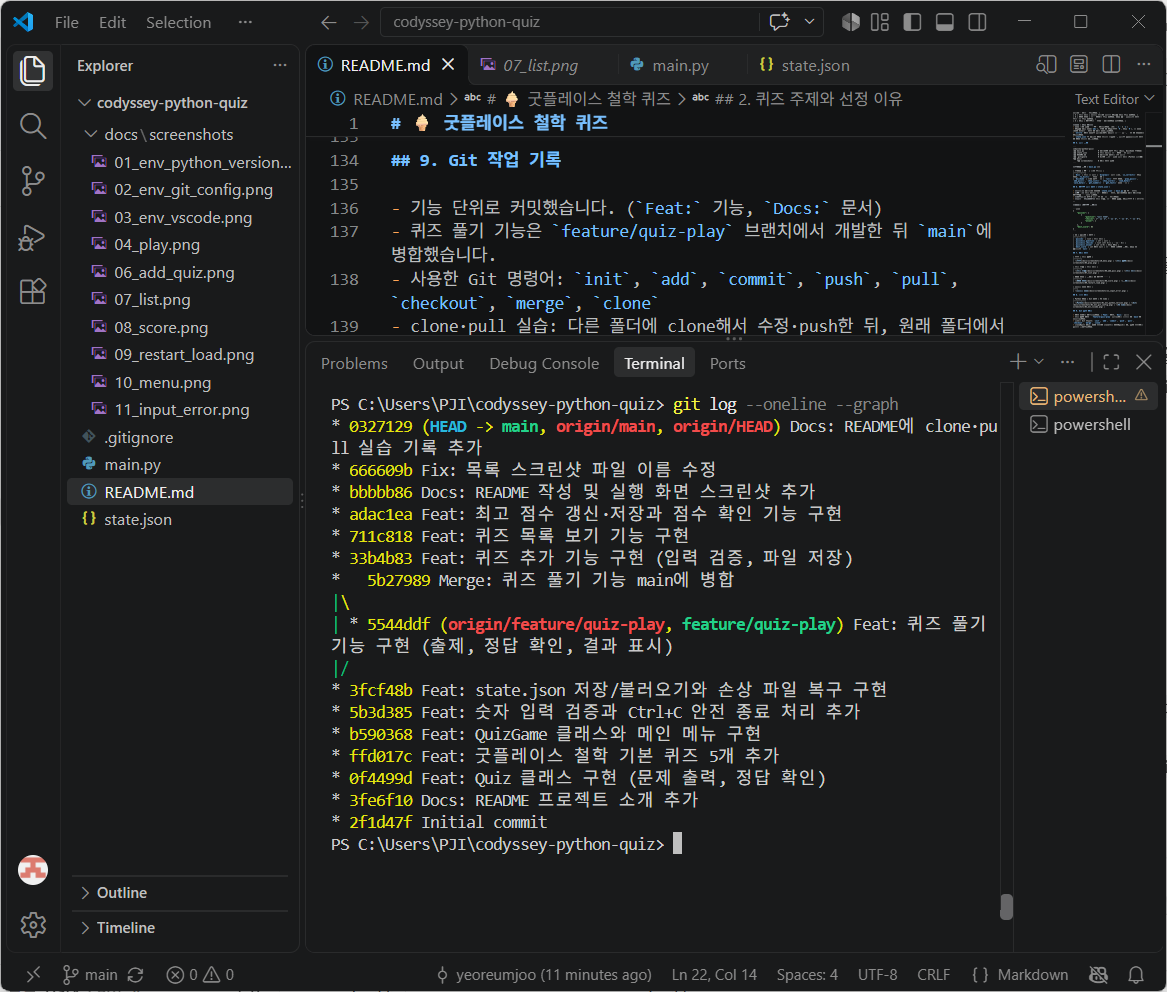 File Edit Selection ··· codyssey-python-quiz
Explorer ···
codyssey-python-quiz
docs\screenshots
01_env_python_version...
02_env_git_config.png
03_env_vscode.png
04_play.png
06_add_quiz.png
07_list.png
08_score.png
09_restart_load.png
10_menu.png
11_input_error.png
.gitignore
main.py
README.md
state.json
Outline
Timeline
README.md 07_list.png main.py state.json ···
README.md > abc # 🍦 굿플레이스 철학 퀴즈 > abc ## 2. 퀴즈 주제와 선정 이유
Text Editor
1 # 🍦 굿플레이스 철학 퀴즈
134 ## 9. Git 작업 기록
135
136 기능 단위로 커밋했습니다. (`Feat:` 기능, `Docs:` 문서)
137 - 퀴즈 풀기 기능은 `feature/quiz-play` 브랜치에서 개발한 뒤 `main`에
병합했습니다.
138 - 사용한 Git 명령어: `init`, `add`, `commit`, `push`, `pull`,
`checkout`, `merge`, `clone`
139 - clone·pull 실습: 다른 폴더에 clone해서 수정·push한 뒤, 원래 폴더에서
Problems Output Debug Console Terminal Ports
powersh...
powershell
PS C:\Users\PJI\codyssey-python-quiz> git log --oneline --graph
* 0327129 (HEAD -> main, origin/main, origin/HEAD) Docs: README에 clone·pu
ll 실습 기록 추가
* 666609b Fix: 목록 스크린샷 파일 이름 수정
* bbbbb86 Docs: README 작성 및 실행 화면 스크린샷 추가
* adac1ea Feat: 최고 점수 갱신·저장과 점수 확인 기능 구현
* 711c818 Feat: 퀴즈 목록 보기 기능 구현
* 33b4b83 Feat: 퀴즈 추가 기능 구현 (입력 검증, 파일 저장)
*   5b27989 Merge: 퀴즈 풀기 기능 main에 병합
|\
| * 5544ddf (origin/feature/quiz-play, feature/quiz-play) Feat: 퀴즈 풀기
기능 구현 (출제, 정답 확인, 결과 표시)
|/
* 3fcf48b Feat: state.json 저장/불러오기와 손상 파일 복구 구현
* 5b3d385 Feat: 숫자 입력 검증과 Ctrl+C 안전 종료 처리 추가
* b590368 Feat: QuizGame 클래스와 메인 메뉴 구현
* ffd017c Feat: 굿플레이스 철학 기본 퀴즈 5개 추가
* 0f4499d Feat: Quiz 클래스 구현 (문제 출력, 정답 확인)
* 3fe6f10 Docs: README 프로젝트 소개 추가
* 2f1d47f Initial commit
PS C:\Users\PJI\codyssey-python-quiz>
main 0 0 yeoreumjoo (11 minutes ago) Ln 22, Col 14 Spaces: 4 UTF-8 CRLF { } Markdown